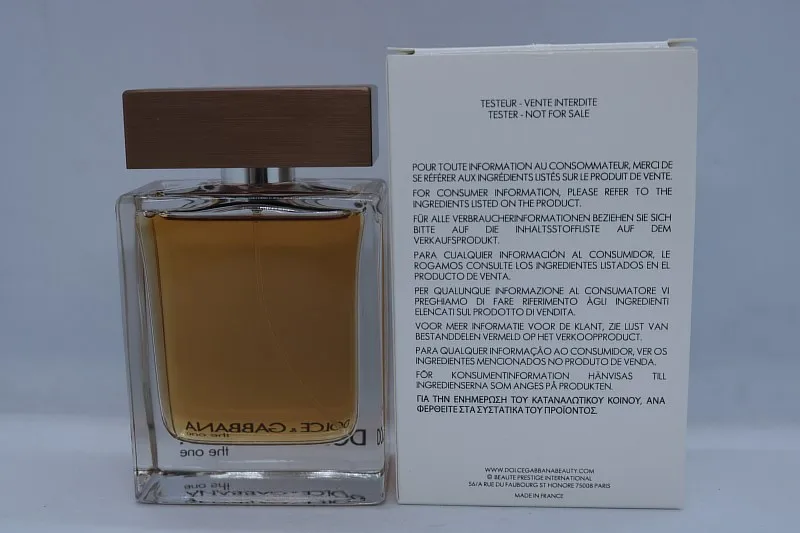 DOLCE & GABBANA
the one
TESTEUR - VENTE INTERDITE
TESTER - NOT FOR SALE
POUR TOUTE INFORMATION AU CONSOMMATEUR, MERCI DE
SE RÉFÉRER AUX INGRÉDIENTS LISTÉS SUR LE PRODUIT DE VENTE.
FOR CONSUMER INFORMATION, PLEASE REFER TO THE
INGREDIENTS LISTED ON THE PRODUCT.
FÜR ALLE VERBRAUCHERINFORMATIONEN BEZIEHEN SIE SICH
BITTE AUF DIE INHALTSSTOFFLISTE AUF DEM
VERKAUFSPRODUKT.
PARA CUALQUIER INFORMACIÓN AL CONSUMIDOR, LE
ROGAMOS CONSULTE LOS INGREDIENTES LISTADOS EN EL
PRODUCTO DE VENTA.
PER QUALUNQUE INFORMAZIONE AL CONSUMATORE VI
PREGHIAMO DI FARE RIFERIMENTO ÀGLI INGREDIENTI
ELENCATI SUL PRODOTTO DI VENDITA.
VOOR MEER INFORMATIE VOOR DE KLANT, ZIE LIJST VAN
BESTANDDELEN VERMELD OP HET VERKOOPPRODUCT.
PARA QUALQUER INFORMAÇÃO AO CONSUMIDOR, VER OS
INGREDIENTES MENCIONADOS NO PRODUTO DE VENDA.
FÖR KONSUMENTINFORMATION HÄNVISAS TILL
INGREDIENSERNA SOM ANGES PÅ PRODUKTEN.
ΓΙΑ ΤΗΝ ΕΝΗΜΕΡΩΣΗ ΤΟΥ ΚΑΤΑΝΑΛΩΤΙΚΟΥ ΚΟΙΝΟΥ, ΑΝΑ
ΦΕΡΘΕΙΤΕ ΣΤΑ ΣΥΣΤΑΤΙΚΑ ΤΟΥ ΠΡΟΪΟΝΤΟΣ.
WWW.DOLCEGABBANABEAUTY.COM
© BEAUTE PRESTIGE INTERNATIONAL
56/A RUE DU FAUBOURG ST HONORE 75008 PARIS
MADE IN FRANCE